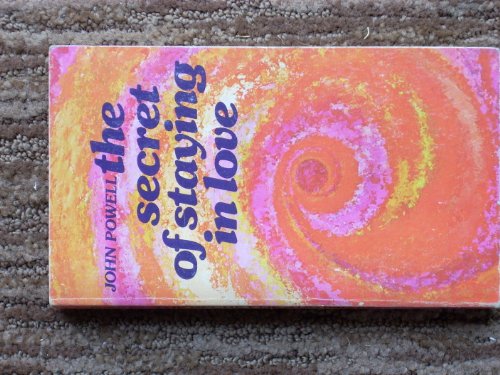 JOHN POWELL
the
secret
of staying
in love